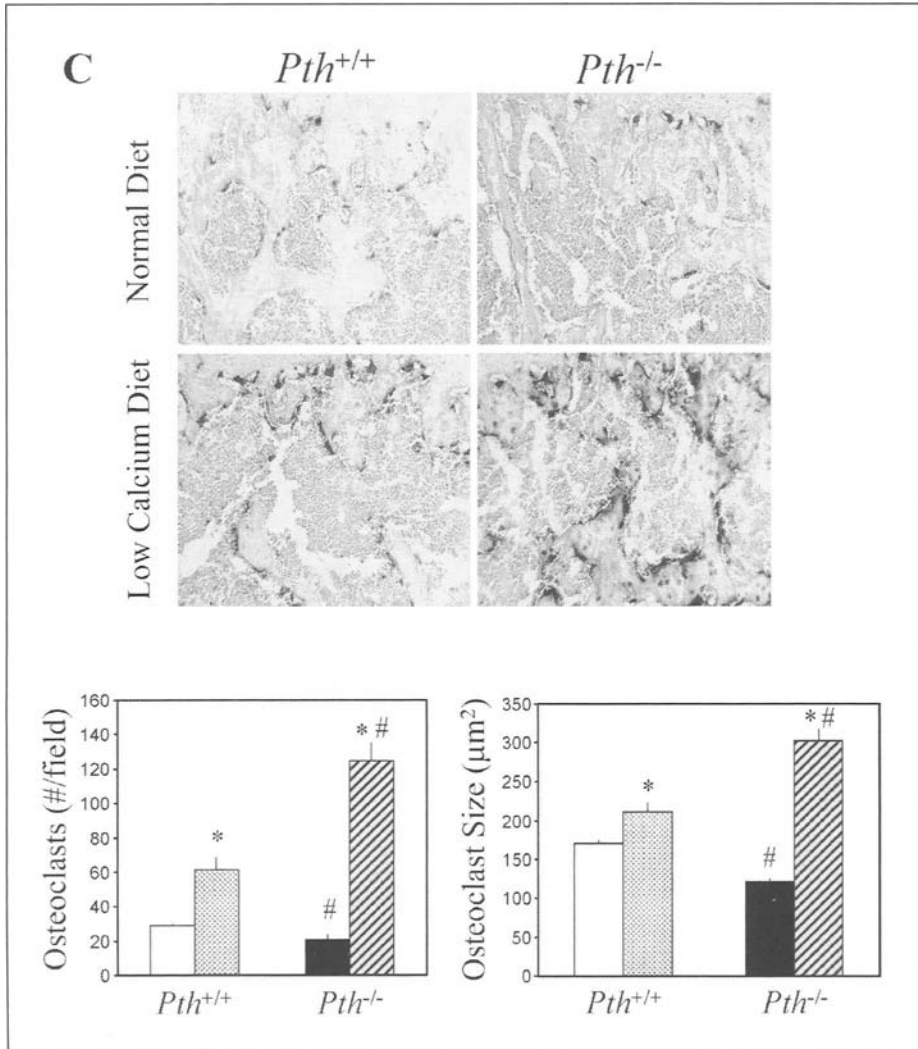 C
Pth+/+ Pth-/-
Normal Diet
Low Calcium Diet
Osteoclasts (#/field)
160
140
120
100
80
60
40
20
0
*
#
* #
Pth+/+ Pth-/-
Osteoclast Size (µm²)
350
300
250
200
150
100
50
0
*
#
* #
Pth+/+ Pth-/-